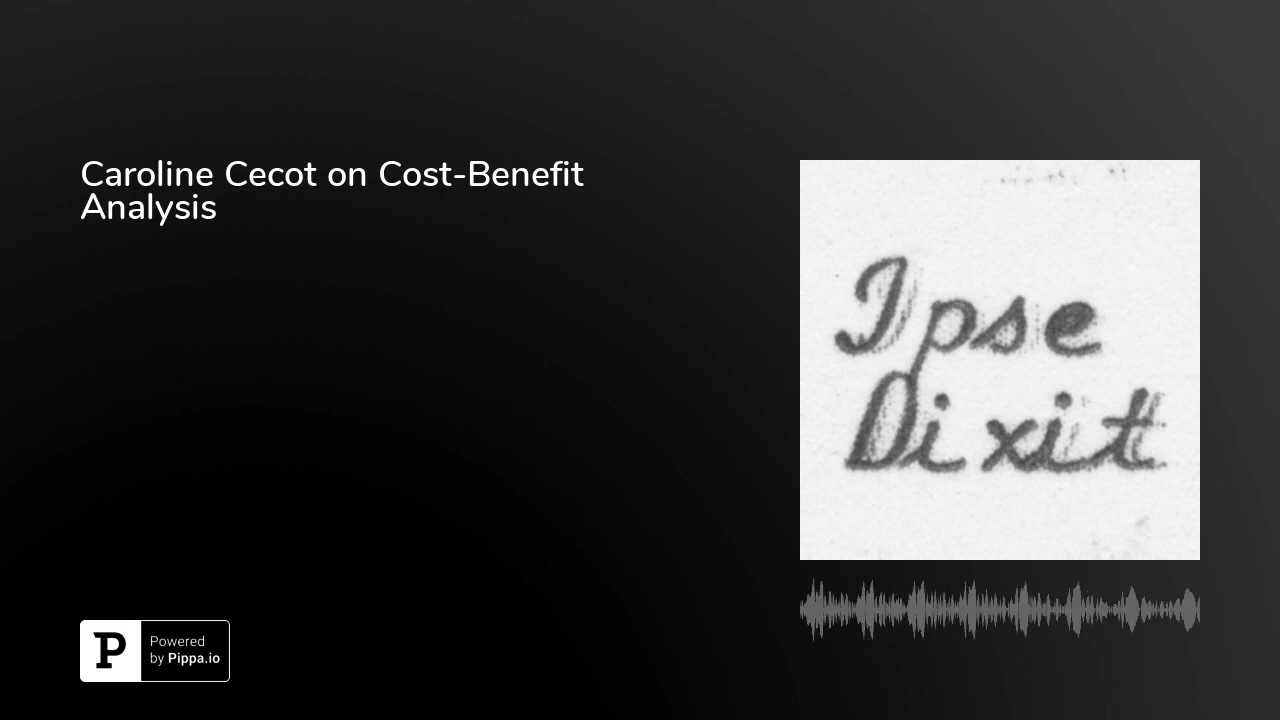 Caroline Cecot on Cost-Benefit
Analysis
Ipse
Dixit
P
Powered
by Pippa.io